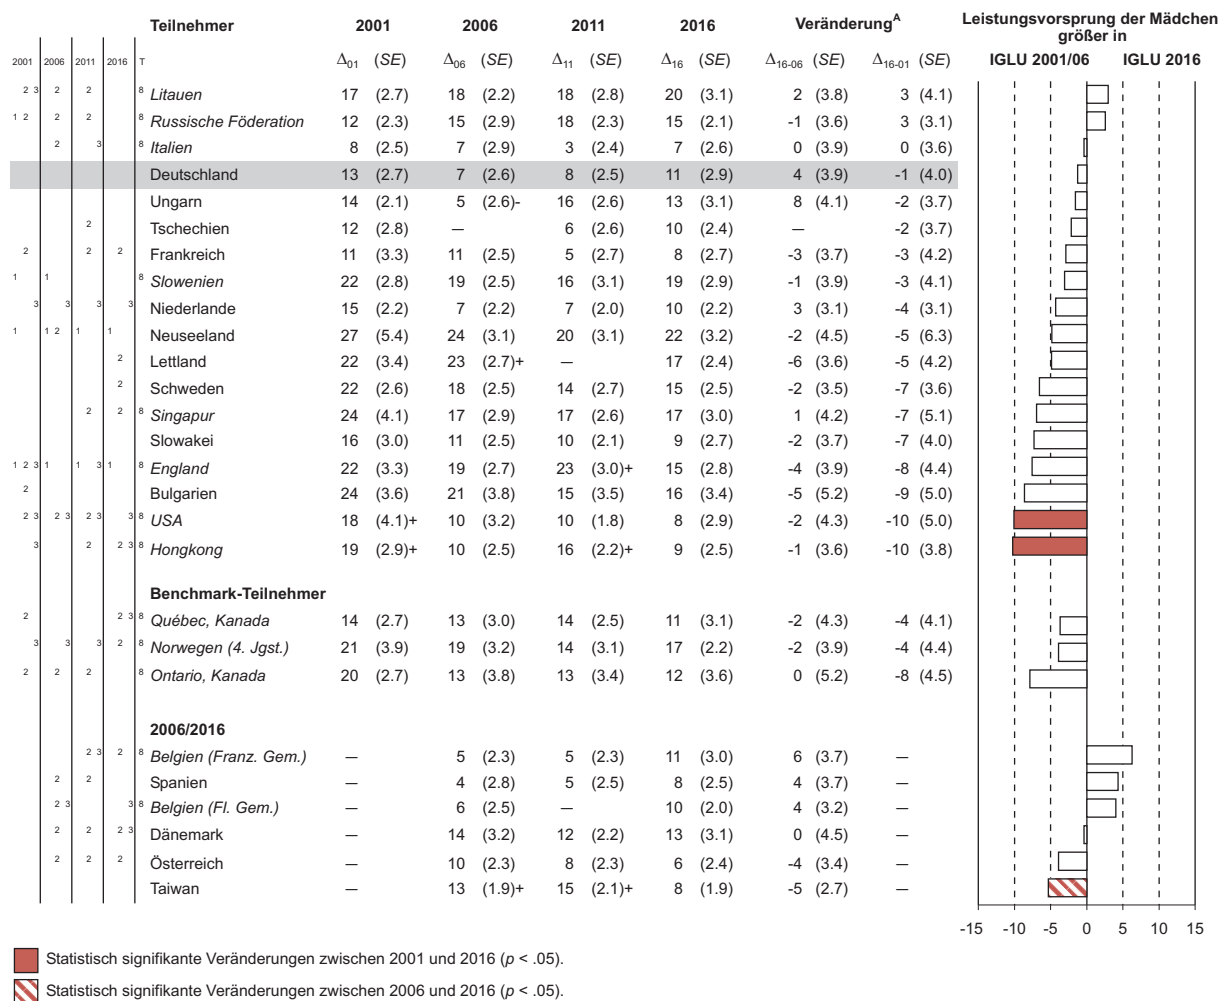 Teilnehmer 2001 2006 2011 2016 Veränderung^A Leistungsvorsprung der Mädchen
größer in
2001 2006 2011 2016 T Δ01 (SE) Δ06 (SE) Δ11 (SE) Δ16 (SE) Δ16-06 (SE) Δ16-01 (SE) IGLU 2001/06 IGLU 2016
2 3 2 2 8 Litauen 17 (2.7) 18 (2.2) 18 (2.8) 20 (3.1) 2 (3.8) 3 (4.1)
1 2 2 2 8 Russische Föderation 12 (2.3) 15 (2.9) 18 (2.3) 15 (2.1) -1 (3.6) 3 (3.1)
2 3 8 Italien 8 (2.5) 7 (2.9) 3 (2.4) 7 (2.6) 0 (3.9) 0 (3.6)
Deutschland 13 (2.7) 7 (2.6) 8 (2.5) 11 (2.9) 4 (3.9) -1 (4.0)
Ungarn 14 (2.1) 5 (2.6)- 16 (2.6) 13 (3.1) 8 (4.1) -2 (3.7)
2 Tschechien 12 (2.8) — 6 (2.6) 10 (2.4) — -2 (3.7)
2 2 2 Frankreich 11 (3.3) 11 (2.5) 5 (2.7) 8 (2.7) -3 (3.7) -3 (4.2)
1 1 8 Slowenien 22 (2.8) 19 (2.5) 16 (3.1) 19 (2.9) -1 (3.9) -3 (4.1)
3 3 3 3 Niederlande 15 (2.2) 7 (2.2) 7 (2.0) 10 (2.2) 3 (3.1) -4 (3.1)
1 1 2 1 1 Neuseeland 27 (5.4) 24 (3.1) 20 (3.1) 22 (3.2) -2 (4.5) -5 (6.3)
2 Lettland 22 (3.4) 23 (2.7)+ — 17 (2.4) -6 (3.6) -5 (4.2)
2 Schweden 22 (2.6) 18 (2.5) 14 (2.7) 15 (2.5) -2 (3.5) -7 (3.6)
2 2 8 Singapur 24 (4.1) 17 (2.9) 17 (2.6) 17 (3.0) 1 (4.2) -7 (5.1)
Slowakei 16 (3.0) 11 (2.5) 10 (2.1) 9 (2.7) -2 (3.7) -7 (4.0)
1 2 3 1 1 3 1 8 England 22 (3.3) 19 (2.7) 23 (3.0)+ 15 (2.8) -4 (3.9) -8 (4.4)
2 Bulgarien 24 (3.6) 21 (3.8) 15 (3.5) 16 (3.4) -5 (5.2) -9 (5.0)
2 3 2 3 2 3 3 8 USA 18 (4.1)+ 10 (3.2) 10 (1.8) 8 (2.9) -2 (4.3) -10 (5.0)
3 2 2 3 8 Hongkong 19 (2.9)+ 10 (2.5) 16 (2.2)+ 9 (2.5) -1 (3.6) -10 (3.8)
Benchmark-Teilnehmer
2 2 3 8 Québec, Kanada 14 (2.7) 13 (3.0) 14 (2.5) 11 (3.1) -2 (4.3) -4 (4.1)
3 3 3 2 8 Norwegen (4. Jgst.) 21 (3.9) 19 (3.2) 14 (3.1) 17 (2.2) -2 (3.9) -4 (4.4)
2 2 2 8 Ontario, Kanada 20 (2.7) 13 (3.8) 13 (3.4) 12 (3.6) 0 (5.2) -8 (4.5)
2006/2016
2 3 2 8 Belgien (Franz. Gem.) — 5 (2.3) 5 (2.3) 11 (3.0) 6 (3.7) —
2 2 Spanien — 4 (2.8) 5 (2.5) 8 (2.5) 4 (3.7) —
2 3 3 8 Belgien (Fl. Gem.) — 6 (2.5) — 10 (2.0) 4 (3.2) —
2 2 2 3 Dänemark — 14 (3.2) 12 (2.2) 13 (3.1) 0 (4.5) —
2 2 2 Österreich — 10 (2.3) 8 (2.3) 6 (2.4) -4 (3.4) —
Taiwan — 13 (1.9)+ 15 (2.1)+ 8 (1.9) -5 (2.7) —
-15 -10 -5 0 5 10 15
Statistisch signifikante Veränderungen zwischen 2001 und 2016 (p < .05).
Statistisch signifikante Veränderungen zwischen 2006 und 2016 (p < .05).